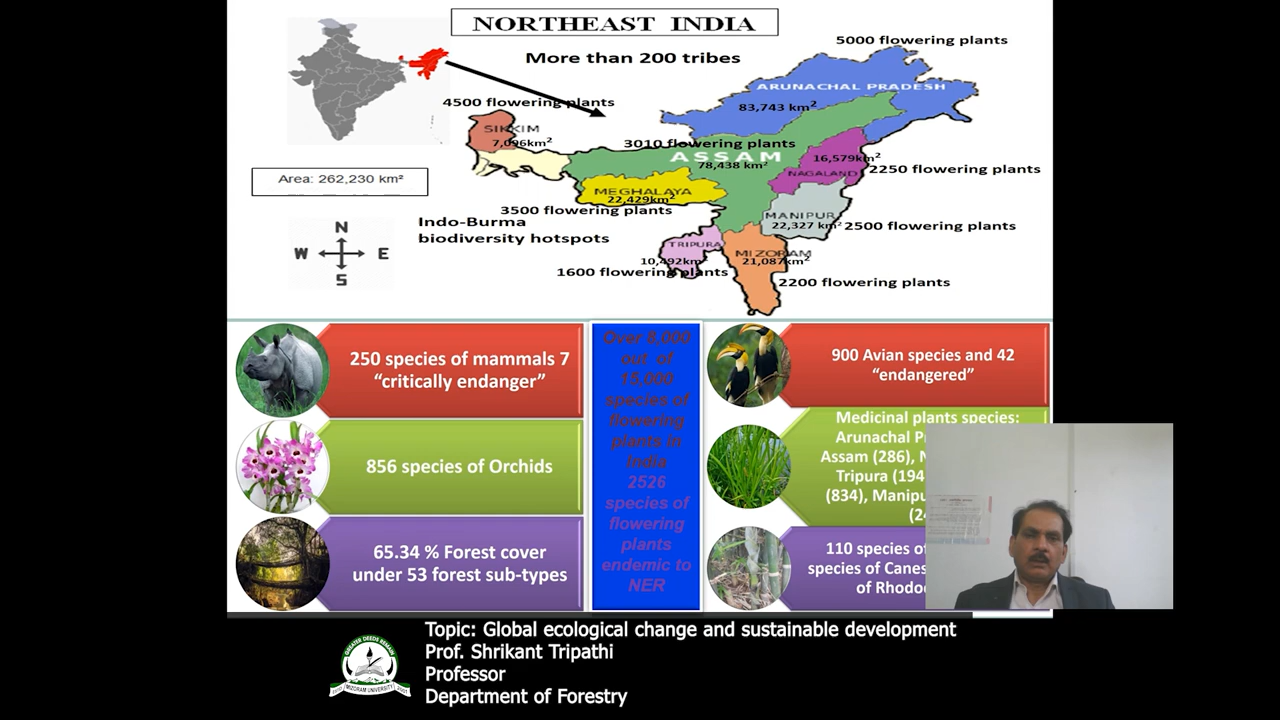 NORTHEAST INDIA
5000 flowering plants
More than 200 tribes
ARUNACHAL PRADESH
83,743 km²
4500 flowering plants
SIKKIM
7,096km²
3010 flowering plants
ASSAM
78,438 km²
16,579km²
2250 flowering plants
NAGALAND
Area: 262,230 km²
MEGHALAYA
22,429km²
3500 flowering plants
MANIPUR
22,327 km²
2500 flowering plants
Indo-Burma
biodiversity hotspots
N
W
E
S
TRIPURA
10,492km²
1600 flowering plants
MIZORAM
21,087km²
2200 flowering plants
250 species of mammals 7
“critically endanger”
856 species of Orchids
65.34 % Forest cover
under 53 forest sub-types
Over 8,000
out of
15,000
species of
flowering
plants in
India
2526
species of
flowering
plants
endemic to
NER
900 Avian species and 42
“endangered”
Medicinal plants species:
Arunachal
Assam (286),
Tripura (194
(834),
110 species
species of Canes
of
Topic: Global ecological change and sustainable development
Prof. Shrikant Tripathi
Professor
Department of Forestry
GREATER DEEDS REMAIN
MIZORAM UNIVERSITY